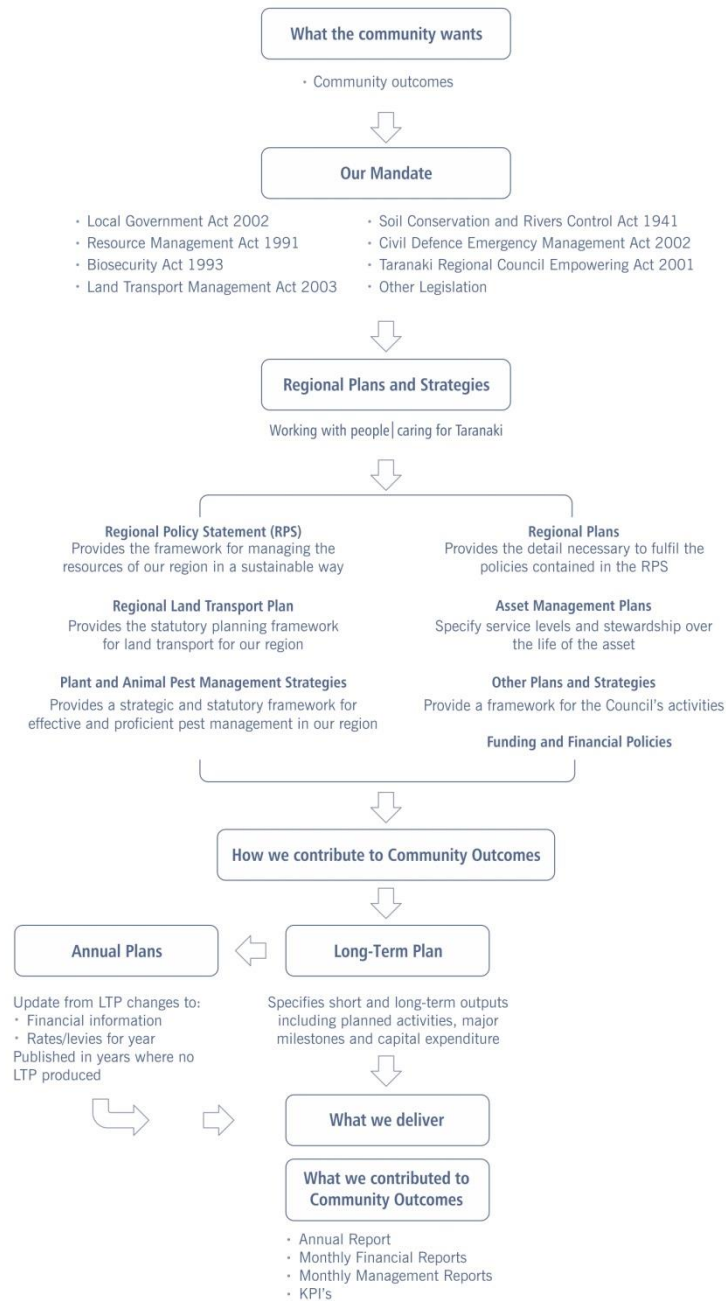 What the community wants
• Community outcomes
Our Mandate
• Local Government Act 2002
• Resource Management Act 1991
• Biosecurity Act 1993
• Land Transport Management Act 2003
• Soil Conservation and Rivers Control Act 1941
• Civil Defence Emergency Management Act 2002
• Taranaki Regional Council Empowering Act 2001
• Other Legislation
Regional Plans and Strategies
Working with people | caring for Taranaki
Regional Policy Statement (RPS)
Provides the framework for managing the
resources of our region in a sustainable way
Regional Land Transport Plan
Provides the statutory planning framework
for land transport for our region
Plant and Animal Pest Management Strategies
Provides a strategic and statutory framework for
effective and proficient pest management in our region
Regional Plans
Provides the detail necessary to fulfil the
policies contained in the RPS
Asset Management Plans
Specify service levels and stewardship over
the life of the asset
Other Plans and Strategies
Provide a framework for the Council's activities
Funding and Financial Policies
How we contribute to Community Outcomes
Annual Plans
Update from LTP changes to:
• Financial information
• Rates/levies for year
Published in years where no
LTP produced
Long-Term Plan
Specifies short and long-term outputs
including planned activities, major
milestones and capital expenditure
What we deliver
What we contributed to
Community Outcomes
• Annual Report
• Monthly Financial Reports
• Monthly Management Reports
• KPI's